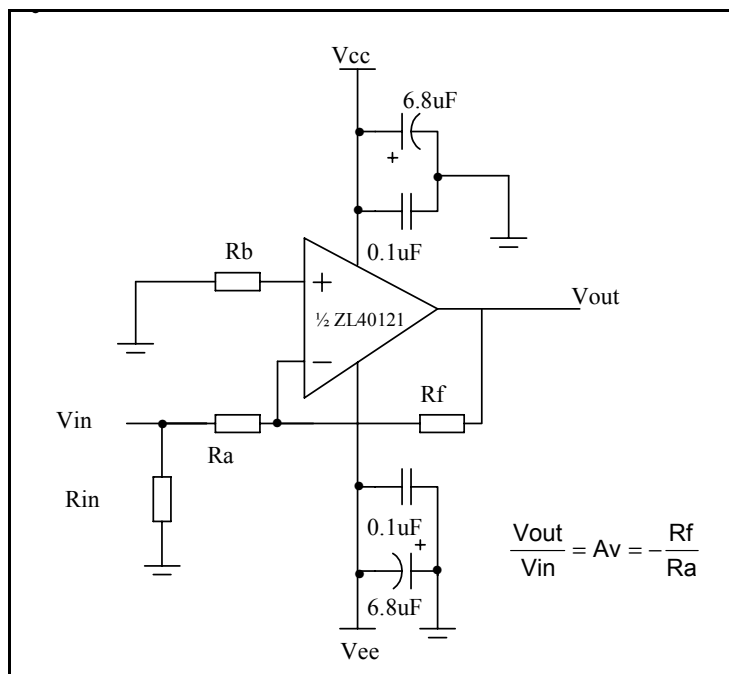 Vcc
6.8uF
+
0.1uF
Rb
+
½ ZL40121
Vout
−
Rf
Vin
Ra
Rin
0.1uF
+
6.8uF
Vee
Vout/Vin = Av = −Rf/Ra